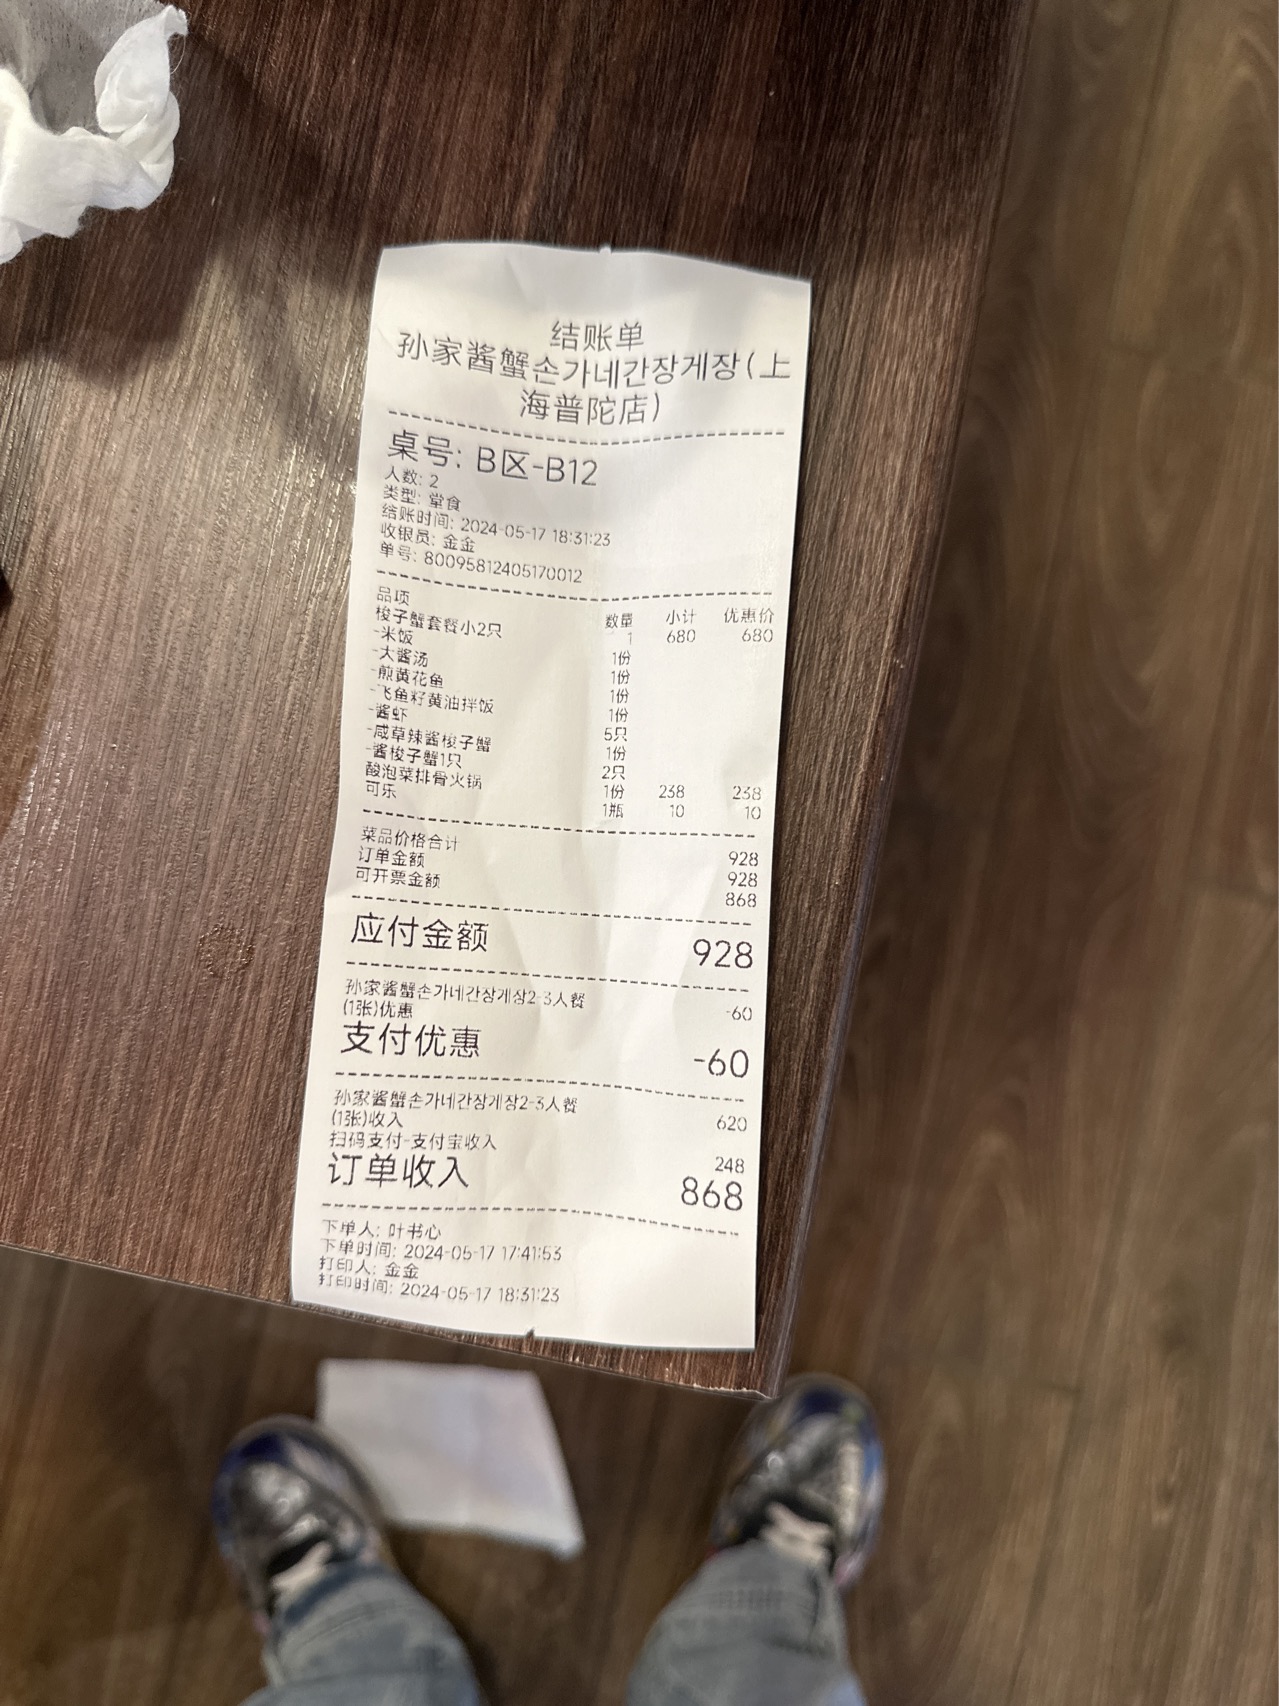 结账单
孙家酱蟹손가네간장게장(上
海普陀店)
桌号: B区-B12
人数: 2
类型: 堂食
结账时间: 2024-05-17 18:31:23
收银员: 金金
单号: 80095812405170012
品项 数量 小计 优惠价
梭子蟹套餐小2只 1 680 680
-米饭 1份
-大酱汤 1份
-煎黄花鱼 1份
-飞鱼籽黄油拌饭 1份
-酱虾 5只
-咸草辣酱梭子蟹 1份
-酱梭子蟹1只 2只
酸泡菜排骨火锅 1份 238 238
可乐 1瓶 10 10
菜品价格合计 928
订单金额 928
可开票金额 868
应付金额 928
孙家酱蟹손가네간장게장2-3人餐 -60
(1张)优惠
支付优惠 -60
孙家酱蟹손가네간장게장2-3人餐 620
(1张)收入
扫码支付-支付宝收入 248
订单收入 868
下单人: 叶书心
下单时间: 2024-05-17 17:41:53
打印人: 金金
打印时间: 2024-05-17 18:31:23